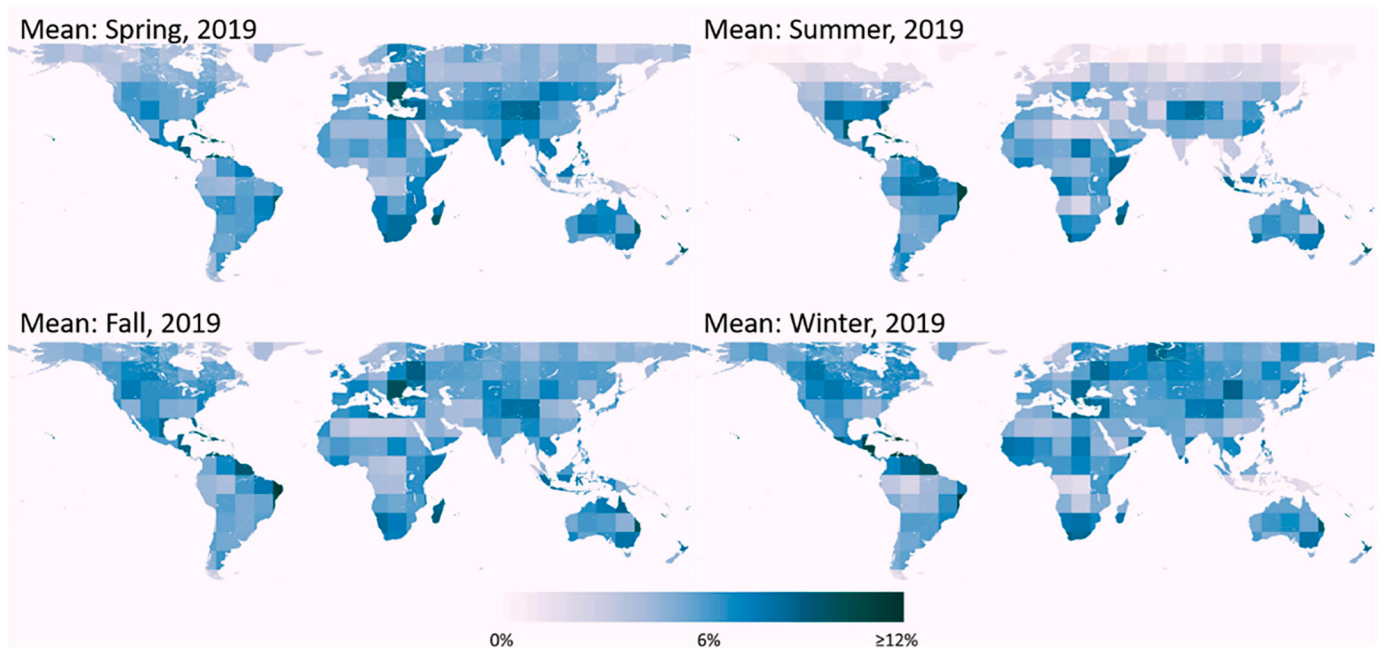 Mean: Spring, 2019
Mean: Summer, 2019
Mean: Fall, 2019
Mean: Winter, 2019
0% 6% ≥12%